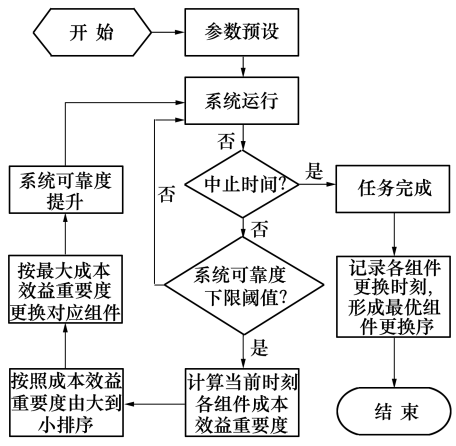 开 始
参数预设
系统运行
否
中止时间?
是
任务完成
否
否
系统可靠度
提升
系统可靠度
下限阈值?
按最大成本
效益重要度
更换对应组件
记录各组件
更换时刻,
形成最优组
件更换序
是
按照成本效益
重要度由大到
小排序
计算当前时刻
各组件成本
效益重要度
结 束